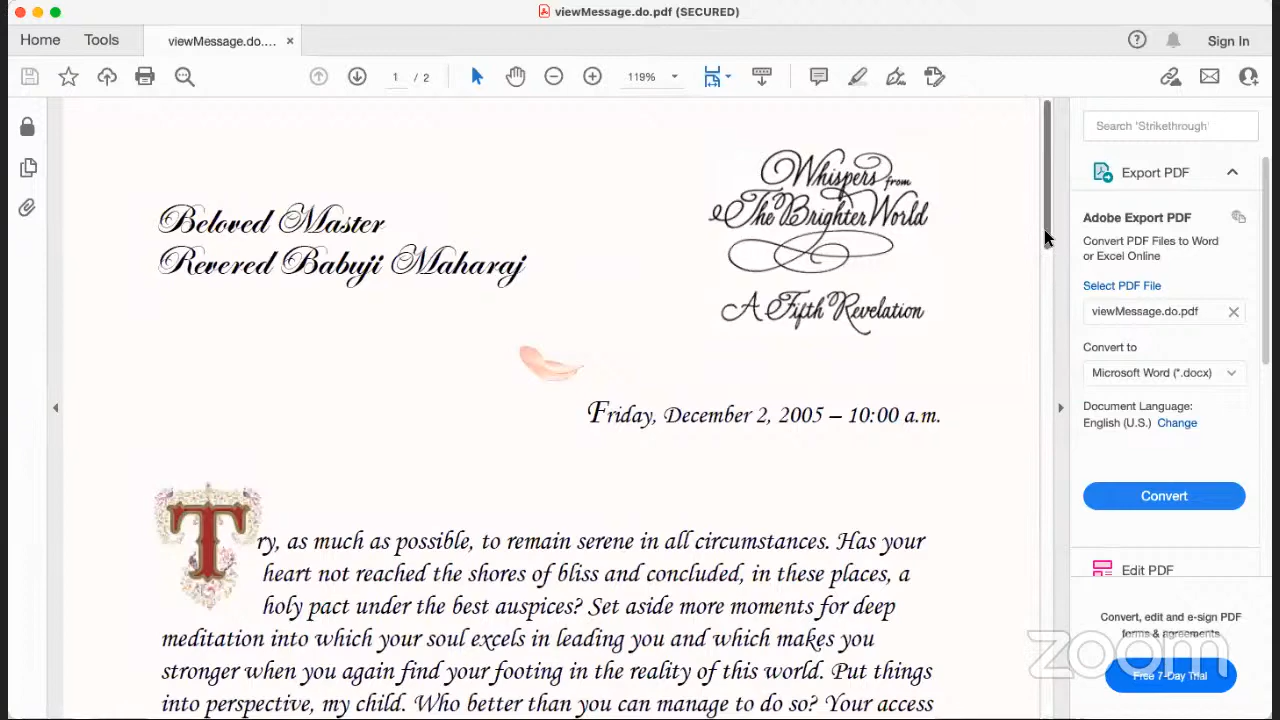 viewMessage.do.pdf (SECURED)
Home Tools viewMessage.do.... × Sign In
1 / 2 119%
Search 'Strikethrough'
Export PDF
Adobe Export PDF
Convert PDF Files to Word
or Excel Online
Select PDF File
viewMessage.do.pdf
Convert to
Microsoft Word (*.docx)
Document Language:
English (U.S.) Change
Convert
Edit PDF
Convert, edit and e-sign PDF
forms & agreements
Free 7-Day Trial
zoom
Whispers from
The Brighter World
A Fifth Revelation
Beloved Master
Revered Babuji Maharaj
Friday, December 2, 2005 – 10:00 a.m.
Try, as much as possible, to remain serene in all circumstances. Has your
heart not reached the shores of bliss and concluded, in these places, a
holy pact under the best auspices? Set aside more moments for deep
meditation into which your soul excels in leading you and which makes you
stronger when you again find your footing in the reality of this world. Put things
into perspective, my child. Who better than you can manage to do so? Your access